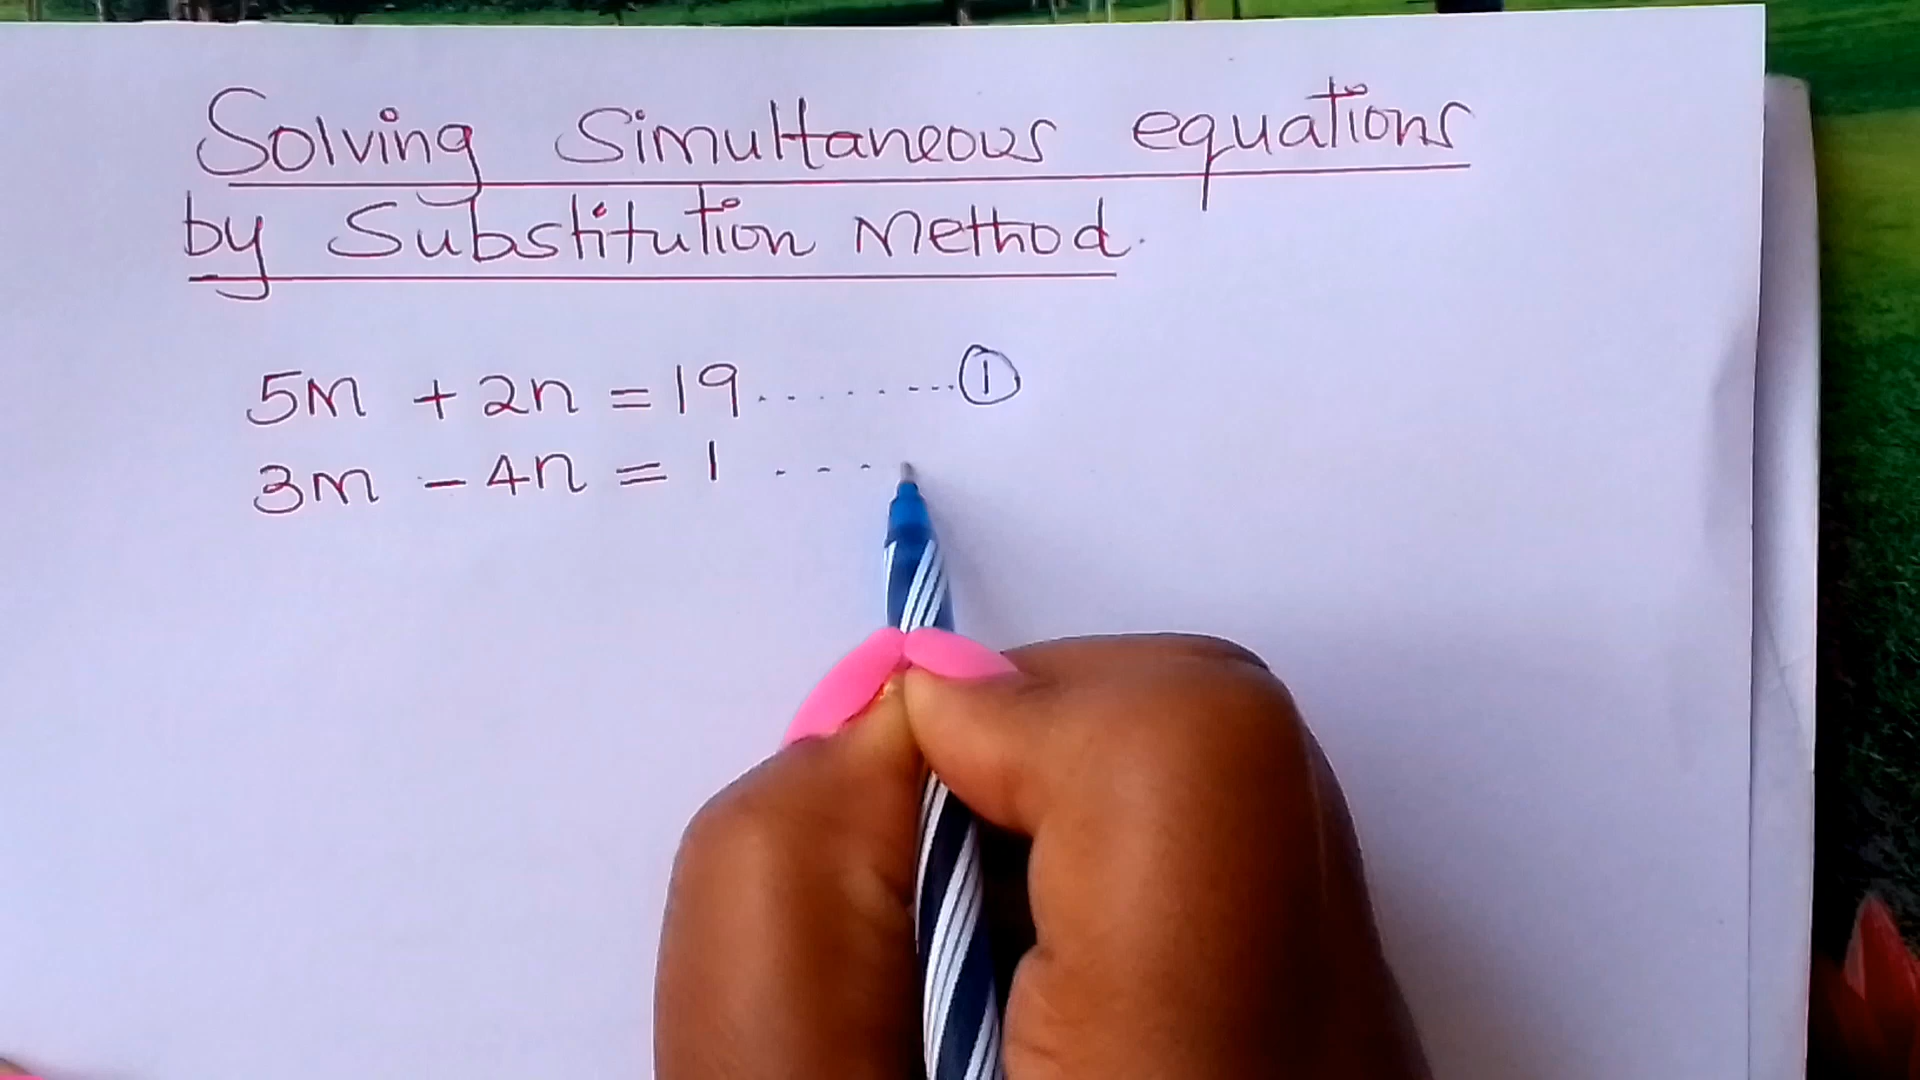 Solving Simultaneous equations
by Substitution Method.
5m + 2n = 19........①
3m - 4n = 1 ----